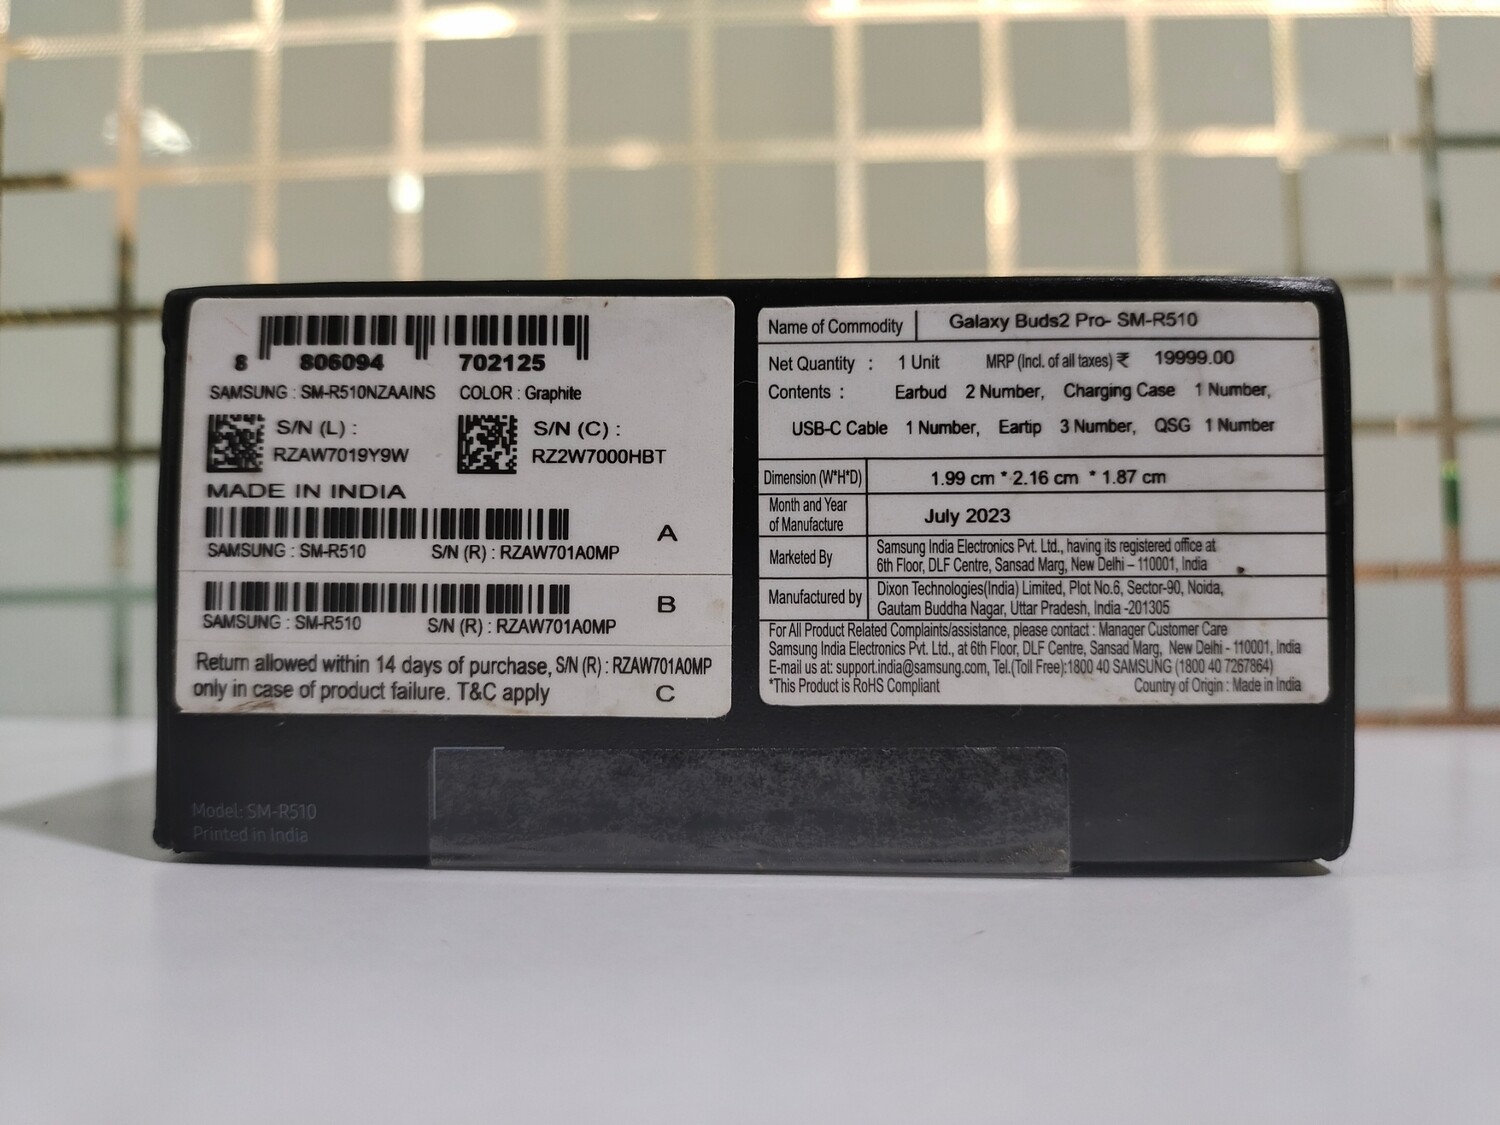 8 806094 702125
SAMSUNG : SM-R510NZAAINS COLOR : Graphite
S/N (L) :
RZAW7019Y9W
S/N (C) :
RZ2W7000HBT
MADE IN INDIA
A
SAMSUNG : SM-R510 S/N (R) : RZAW701A0MP
B
SAMSUNG : SM-R510 S/N (R) : RZAW701A0MP
Return allowed within 14 days of purchase, S/N (R) : RZAW701A0MP
only in case of product failure. T&C apply C
Name of Commodity Galaxy Buds2 Pro- SM-R510
Net Quantity : 1 Unit MRP (Incl. of all taxes) ₹ 19999.00
Contents : Earbud 2 Number, Charging Case 1 Number,
USB-C Cable 1 Number, Eartip 3 Number, QSG 1 Number
Dimension (W*H*D) 1.99 cm * 2.16 cm * 1.87 cm
Month and Year
of Manufacture
July 2023
Marketed By
Samsung India Electronics Pvt. Ltd., having its registered office at
6th Floor, DLF Centre, Sansad Marg, New Delhi – 110001, India
Manufactured by
Dixon Technologies(India) Limited, Plot No.6, Sector-90, Noida,
Gautam Buddha Nagar, Uttar Pradesh, India -201305
For All Product Related Complaints/assistance, please contact : Manager Customer Care
Samsung India Electronics Pvt. Ltd., at 6th Floor, DLF Centre, Sansad Marg, New Delhi - 110001, India
E-mail us at: support.india@samsung.com, Tel.(Toll Free):1800 40 SAMSUNG (1800 40 7267864)
*This Product is RoHS Compliant Country of Origin : Made in India
Model: SM-R510
Printed in India